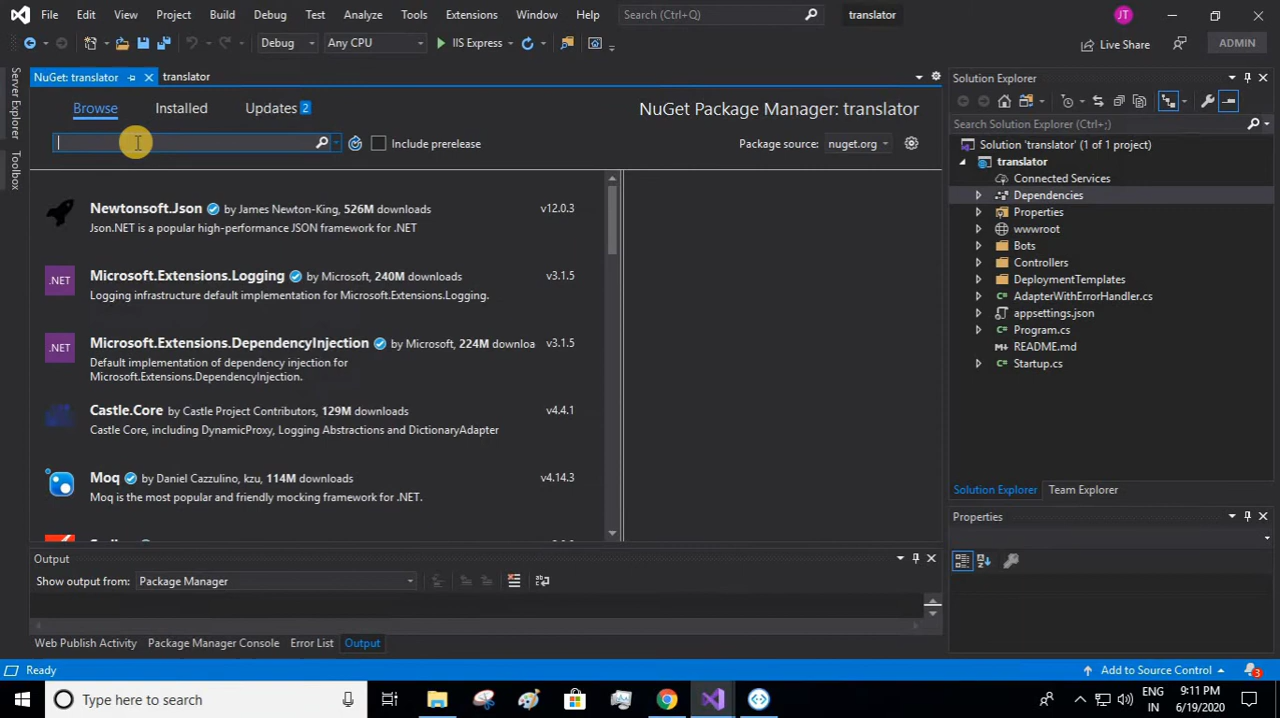 File Edit View Project Build Debug Test Analyze Tools Extensions Window Help Search (Ctrl+;) translator JT
Debug Any CPU IIS Express Live Share ADMIN
Server Explorer
Toolbox
NuGet: translator translator
Browse Installed Updates 2 NuGet Package Manager: translator
Include prerelease Package source: nuget.org
Newtonsoft.Json by James Newton-King, 526M downloads v12.0.3
Json.NET is a popular high-performance JSON framework for .NET
.NET Microsoft.Extensions.Logging by Microsoft, 240M downloads v3.1.5
Logging infrastructure default implementation for Microsoft.Extensions.Logging.
.NET Microsoft.Extensions.DependencyInjection by Microsoft, 224M downloa v3.1.5
Default implementation of dependency injection for
Microsoft.Extensions.DependencyInjection.
Castle.Core by Castle Project Contributors, 129M downloads v4.4.1
Castle Core, including DynamicProxy, Logging Abstractions and DictionaryAdapter
Moq by Daniel Cazzulino, kzu, 114M downloads v4.14.3
Moq is the most popular and friendly mocking framework for .NET.
Output
Show output from: Package Manager
Web Publish Activity Package Manager Console Error List Output
Solution Explorer
Search Solution Explorer (Ctrl+;)
Solution 'translator' (1 of 1 project)
translator
Connected Services
Dependencies
Properties
wwwroot
Bots
Controllers
DeploymentTemplates
AdapterWithErrorHandler.cs
appsettings.json
Program.cs
README.md
Startup.cs
Solution Explorer Team Explorer
Properties
Ready Add to Source Control 3
Type here to search ENG IN 9:11 PM 6/19/2020